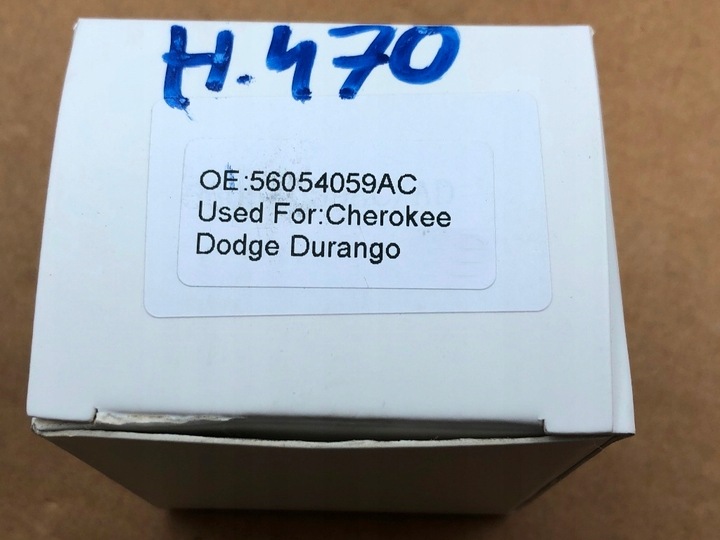 H.470
OE:56054059AC
Used For:Cherokee
Dodge Durango